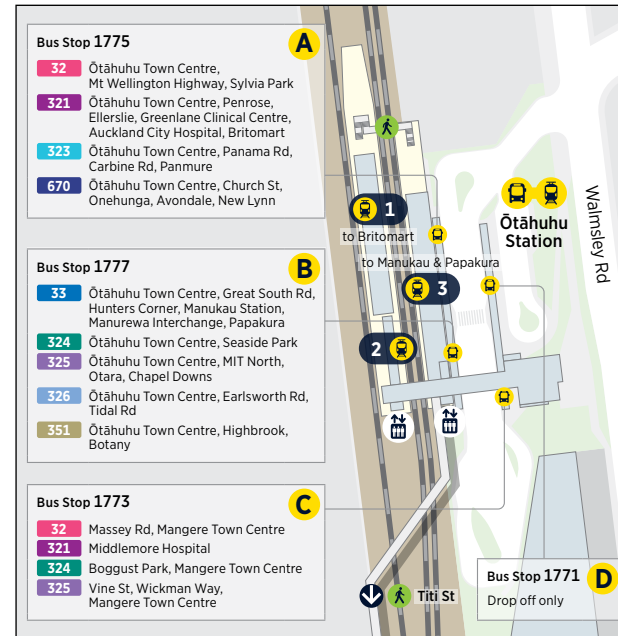 Bus Stop 1775
A
32 Ōtāhuhu Town Centre,
Mt Wellington Highway, Sylvia Park
321 Ōtāhuhu Town Centre, Penrose,
Ellerslie, Greenlane Clinical Centre,
Auckland City Hospital, Britomart
323 Ōtāhuhu Town Centre, Panama Rd,
Carbine Rd, Panmure
670 Ōtāhuhu Town Centre, Church St,
Onehunga, Avondale, New Lynn
Bus Stop 1777
B
33 Ōtāhuhu Town Centre, Great South Rd,
Hunters Corner, Manukau Station,
Manurewa Interchange, Papakura
324 Ōtāhuhu Town Centre, Seaside Park
325 Ōtāhuhu Town Centre, MIT North,
Otara, Chapel Downs
326 Ōtāhuhu Town Centre, Earlsworth Rd,
Tidal Rd
351 Ōtāhuhu Town Centre, Highbrook,
Botany
Bus Stop 1773
C
32 Massey Rd, Mangere Town Centre
321 Middlemore Hospital
324 Boggust Park, Mangere Town Centre
325 Vine St, Wickman Way,
Mangere Town Centre
1
to Britomart
to Manukau & Papakura
3
2
Ōtāhuhu
Station
Walmsley Rd
Titi St
Bus Stop 1771
D
Drop off only